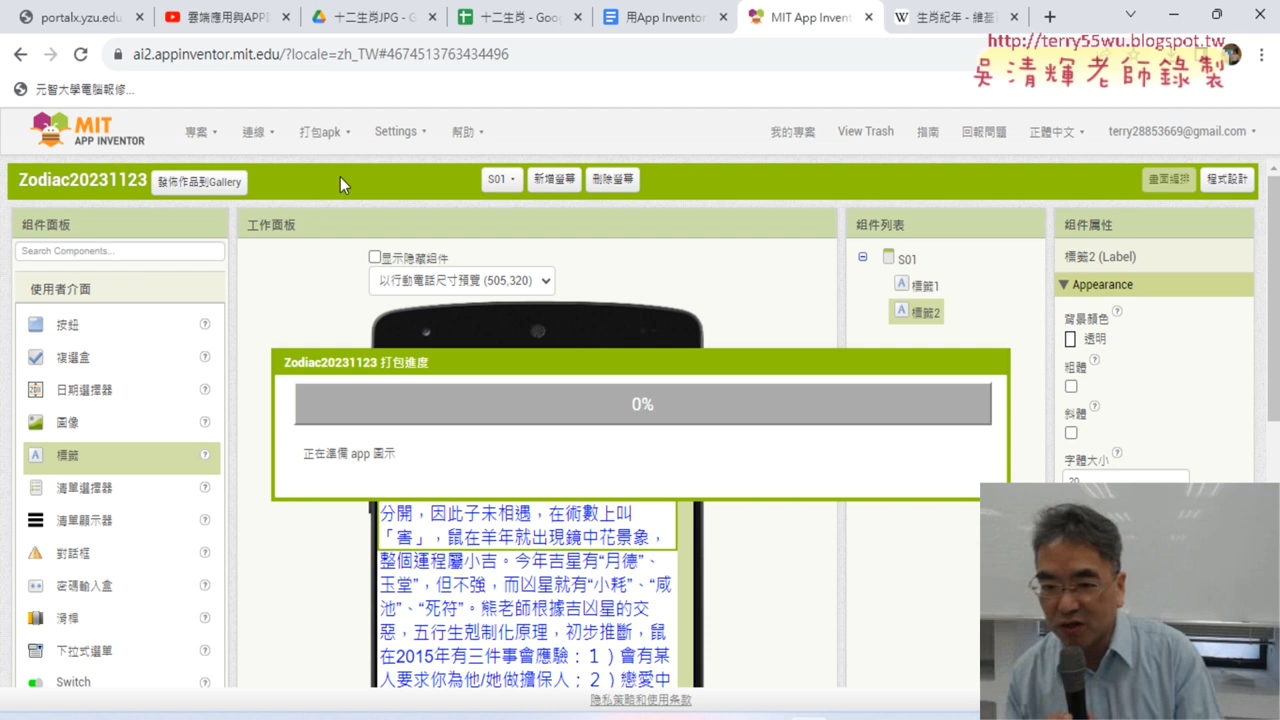 portalx.yzu.edu
雲端應用與APP
十二生肖JPG - G
十二生肖 - Goog
用App Inventor
MIT App Invent
生肖紀年 - 維基
ai2.appinventor.mit.edu/?locale=zh_TW#4674513763434496
http://terry55wu.blogspot.tw
吳清輝老師錄製
元智大學電腦報修...
MIT
APP INVENTOR
專案
連線
打包apk
Settings
幫助
我的專案
View Trash
指南
回報問題
正體中文
terry28853669@gmail.com
Zodiac20231123
發佈作品到Gallery
S01
新增螢幕
刪除螢幕
畫面編排
程式設計
组件面板
工作面板
组件列表
组件属性
Search Components...
显示隐藏组件
S01
標籤2 (Label)
以行動電話尺寸預覽 (505,320)
標籤1
Appearance
使用者介面
標籤2
背景顏色
按鈕
透明
複選盒
Zodiac20231123 打包進度
粗體
日期選擇器
0%
圖像
斜體
標籤
正在準備 app 圖示
字體大小
20
清單選擇器
清單顯示器
對話框
密碼輸入盒
滑桿
下拉式選單
Switch
分開，因此子未相遇，在術數上叫
「害」，鼠在羊年就出現鏡中花景象，
整個運程屬小吉。今年吉星有“月德”、
玉堂”，但不強，而凶星就有“小耗”、“咸
池”、“死符”。熊老師根據吉凶星的交
惡，五行生剋制化原理，初步推斷，鼠
在2015年有三件事會應驗：１）會有某
人要求你為他/她做擔保人；２）戀愛中
隐私策略和使用条款